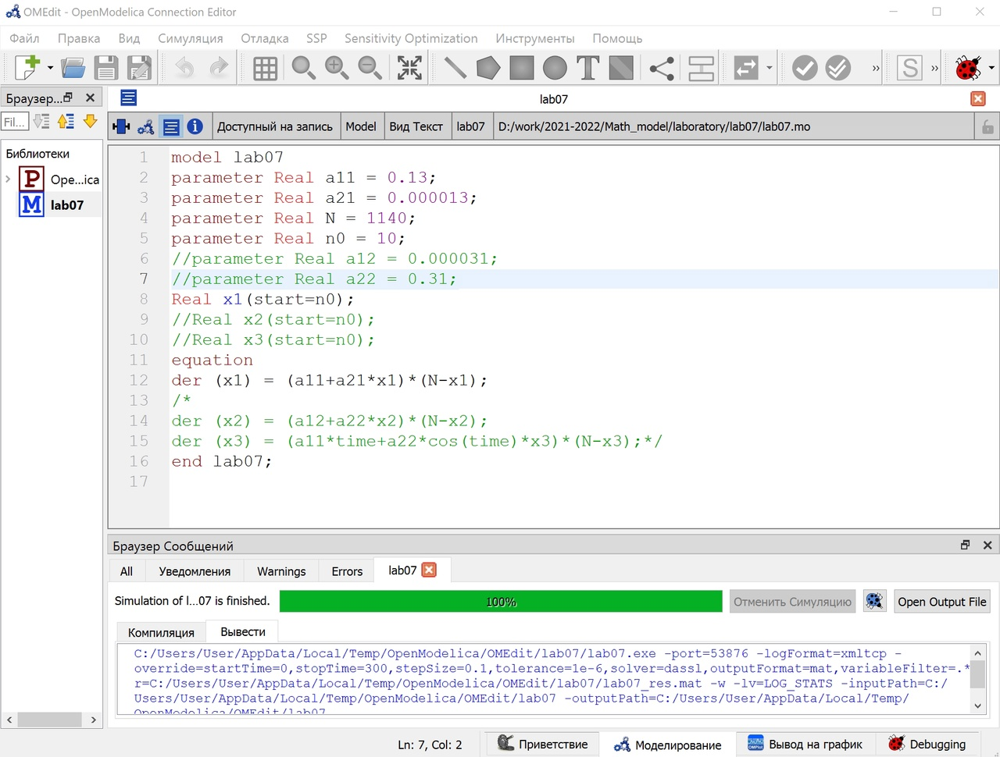 OMEdit - OpenModelica Connection Editor
Файл Правка Вид Симуляция Отладка SSP Sensitivity Optimization Инструменты Помощь
T » S »
Браузер...
lab07
Fil...
Доступный на запись Model Вид Текст lab07 D:/work/2021-2022/Math_model/laboratory/lab07/lab07.mo
Библиотеки
P Ope...ica
M lab07
1 model lab07
2 parameter Real a11 = 0.13;
3 parameter Real a21 = 0.000013;
4 parameter Real N = 1140;
5 parameter Real n0 = 10;
6 //parameter Real a12 = 0.000031;
7 //parameter Real a22 = 0.31;
8 Real x1(start=n0);
9 //Real x2(start=n0);
10 //Real x3(start=n0);
11 equation
12 der (x1) = (a11+a21*x1)*(N-x1);
13 /*
14 der (x2) = (a12+a22*x2)*(N-x2);
15 der (x3) = (a11*time+a22*cos(time)*x3)*(N-x3);*/
16 end lab07;
17
Браузер Сообщений
All Уведомления Warnings Errors lab07
Simulation of l...07 is finished. 100% Отменить Симуляцию Open Output File
Компиляция Вывести
C:/Users/User/AppData/Local/Temp/OpenModelica/OMEdit/lab07/lab07.exe -port=53876 -logFormat=xmltcp -
override=startTime=0,stopTime=300,stepSize=0.1,tolerance=1e-6,solver=dassl,outputFormat=mat,variableFilter=.*
r=C:/Users/User/AppData/Local/Temp/OpenModelica/OMEdit/lab07/lab07_res.mat -w -lv=LOG_STATS -inputPath=C:/
Users/User/AppData/Local/Temp/OpenModelica/OMEdit/lab07 -outputPath=C:/Users/User/AppData/Local/Temp/
OpenModelica/OMEdit/lab07
Ln: 7, Col: 2 Приветствие Моделирование Вывод на график Debugging